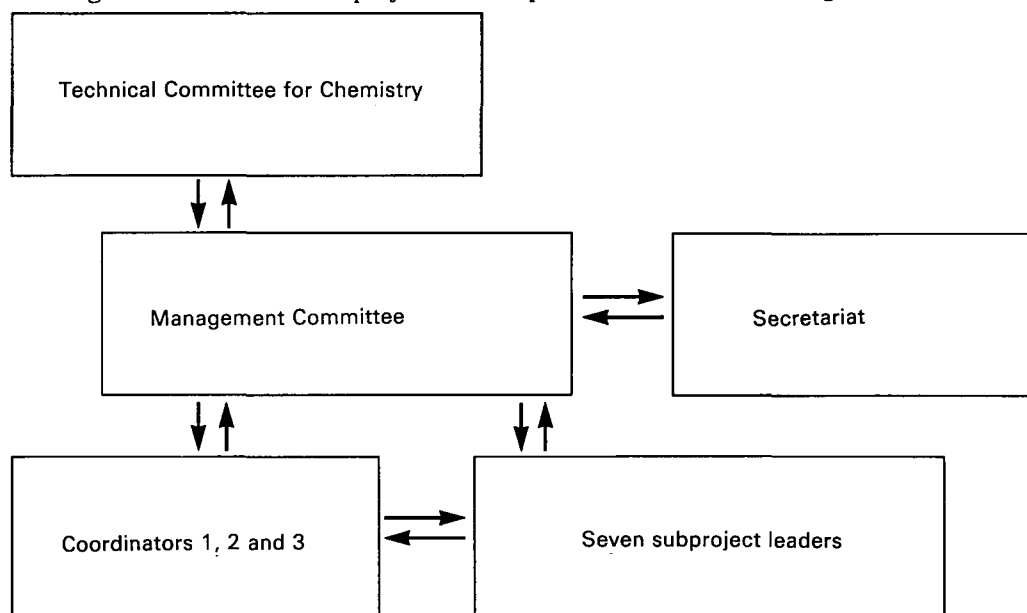 Technical Committee for Chemistry
Management Committee
Secretariat
Coordinators 1, 2 and 3
Seven subproject leaders